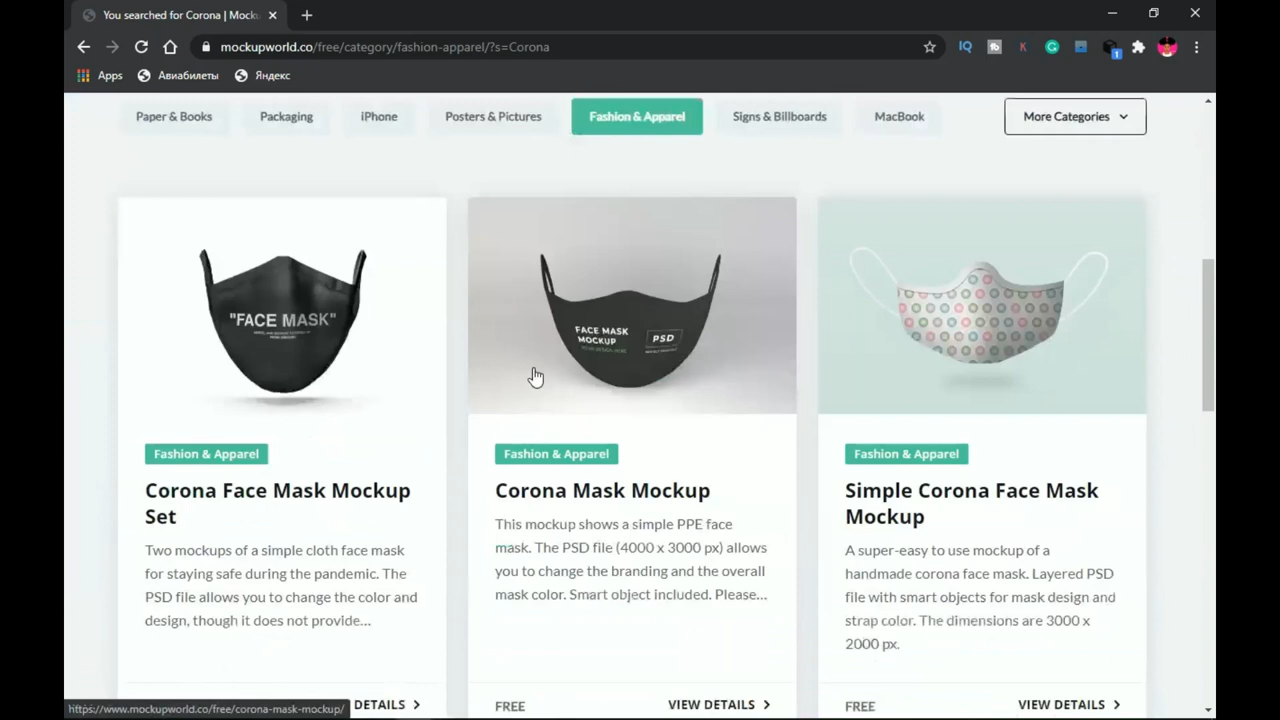 You searched for Corona | Mocku
mockupworld.co/free/category/fashion-apparel/?s=Corona
Apps Авиабилеты Яндекс
Paper & Books Packaging iPhone Posters & Pictures Fashion & Apparel Signs & Billboards MacBook More Categories
"FACE MASK"
FACE MASK
MOCKUP
PSD
Fashion & Apparel
Corona Face Mask Mockup
Set
Two mockups of a simple cloth face mask
for staying safe during the pandemic. The
PSD file allows you to change the color and
design, though it does not provide...
DETAILS
Fashion & Apparel
Corona Mask Mockup
This mockup shows a simple PPE face
mask. The PSD file (4000 x 3000 px) allows
you to change the branding and the overall
mask color. Smart object included. Please...
FREE VIEW DETAILS
Fashion & Apparel
Simple Corona Face Mask
Mockup
A super-easy to use mockup of a
handmade corona face mask. Layered PSD
file with smart objects for mask design and
strap color. The dimensions are 3000 x
2000 px.
FREE VIEW DETAILS
https://www.mockupworld.co/free/corona-mask-mockup/